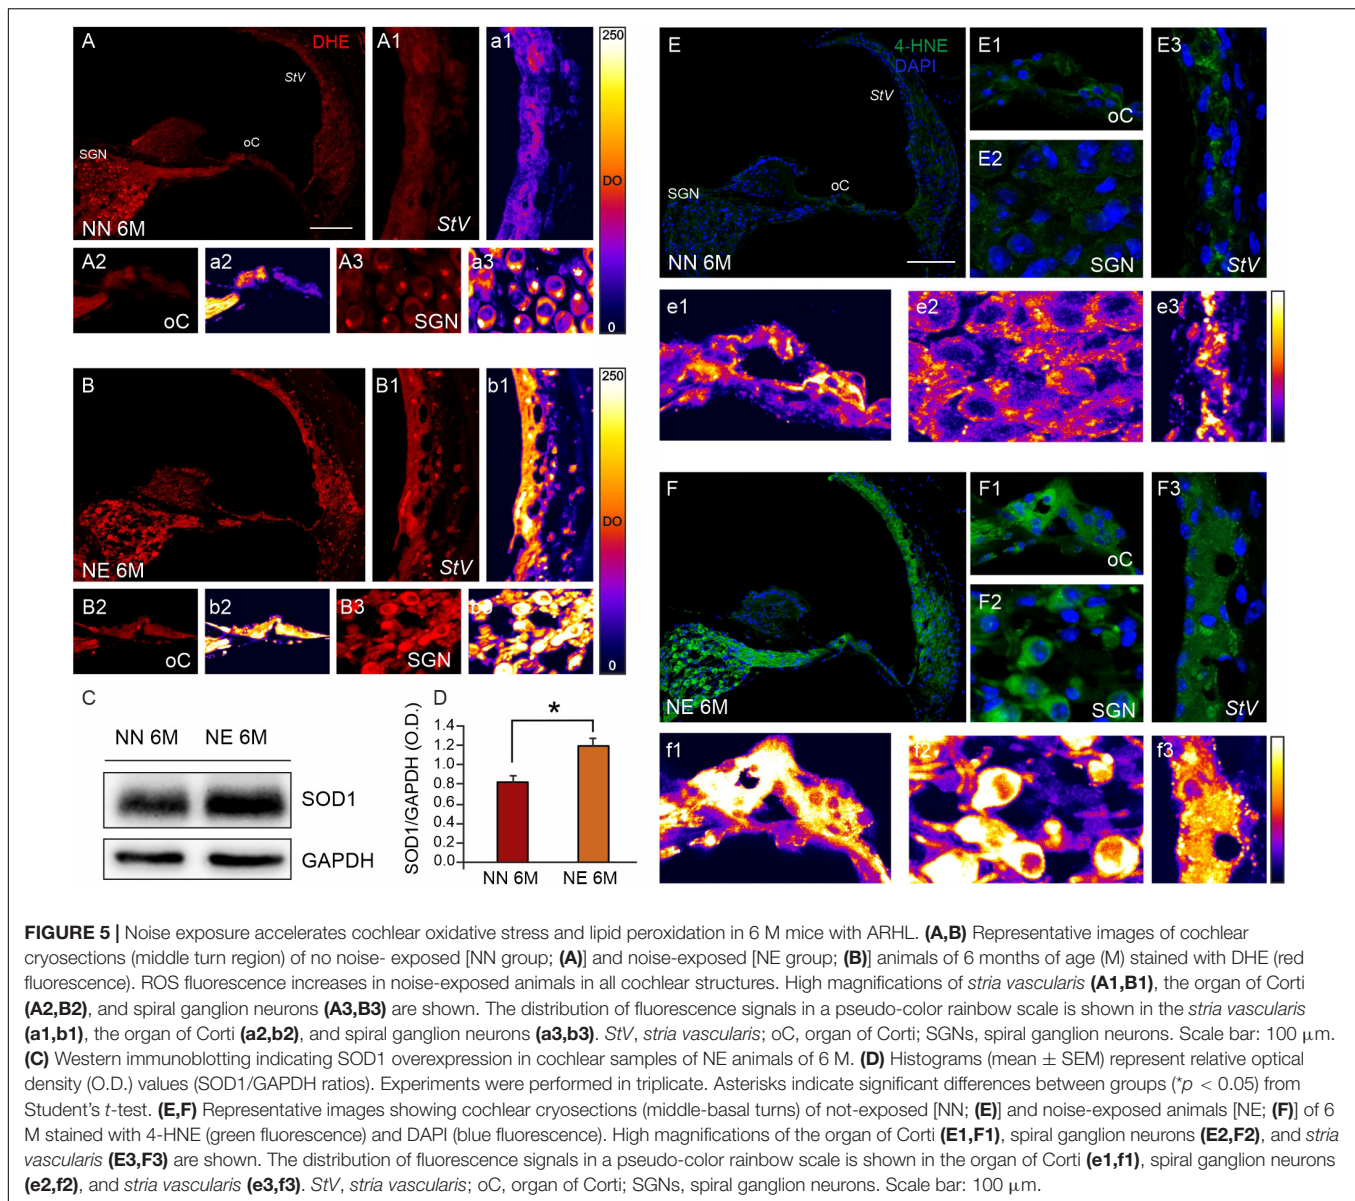 A
DHE
A1
a1
250
StV
oC
SGN
DO
NN 6M
StV
A2
a2
A3
a3
oC
SGN
0
B
B1
b1
250
NE 6M
StV
DO
B2
b2
B3
b3
oC
SGN
0
C
NN 6M NE 6M
SOD1
GAPDH
D
SOD1/GAPDH (O.D.)
1.4
1.2
1.0
0.8
0.6
0.4
0.2
0.0
*
NN 6M NE 6M
E
4-HNE
DAPI
StV
SGN
oC
NN 6M
E1
oC
E2
SGN
E3
StV
e1
e2
e3
F
NE 6M
F1
oC
F2
SGN
F3
StV
f1
f2
f3
FIGURE 5 | Noise exposure accelerates cochlear oxidative stress and lipid peroxidation in 6 M mice with ARHL. (A,B) Representative images of cochlear
cryosections (middle turn region) of no noise- exposed [NN group; (A)] and noise-exposed [NE group; (B)] animals of 6 months of age (M) stained with DHE (red
fluorescence). ROS fluorescence increases in noise-exposed animals in all cochlear structures. High magnifications of stria vascularis (A1,B1), the organ of Corti
(A2,B2), and spiral ganglion neurons (A3,B3) are shown. The distribution of fluorescence signals in a pseudo-color rainbow scale is shown in the stria vascularis
(a1,b1), the organ of Corti (a2,b2), and spiral ganglion neurons (a3,b3). StV, stria vascularis; oC, organ of Corti; SGNs, spiral ganglion neurons. Scale bar: 100 μm.
(C) Western immunoblotting indicating SOD1 overexpression in cochlear samples of NE animals of 6 M. (D) Histograms (mean ± SEM) represent relative optical
density (O.D.) values (SOD1/GAPDH ratios). Experiments were performed in triplicate. Asterisks indicate significant differences between groups (*p < 0.05) from
Student's t-test. (E,F) Representative images showing cochlear cryosections (middle-basal turns) of not-exposed [NN; (E)] and noise-exposed animals [NE; (F)] of 6
M stained with 4-HNE (green fluorescence) and DAPI (blue fluorescence). High magnifications of the organ of Corti (E1,F1), spiral ganglion neurons (E2,F2), and stria
vascularis (E3,F3) are shown. The distribution of fluorescence signals in a pseudo-color rainbow scale is shown in the organ of Corti (e1,f1), spiral ganglion neurons
(e2,f2), and stria vascularis (e3,f3). StV, stria vascularis; oC, organ of Corti; SGNs, spiral ganglion neurons. Scale bar: 100 μm.